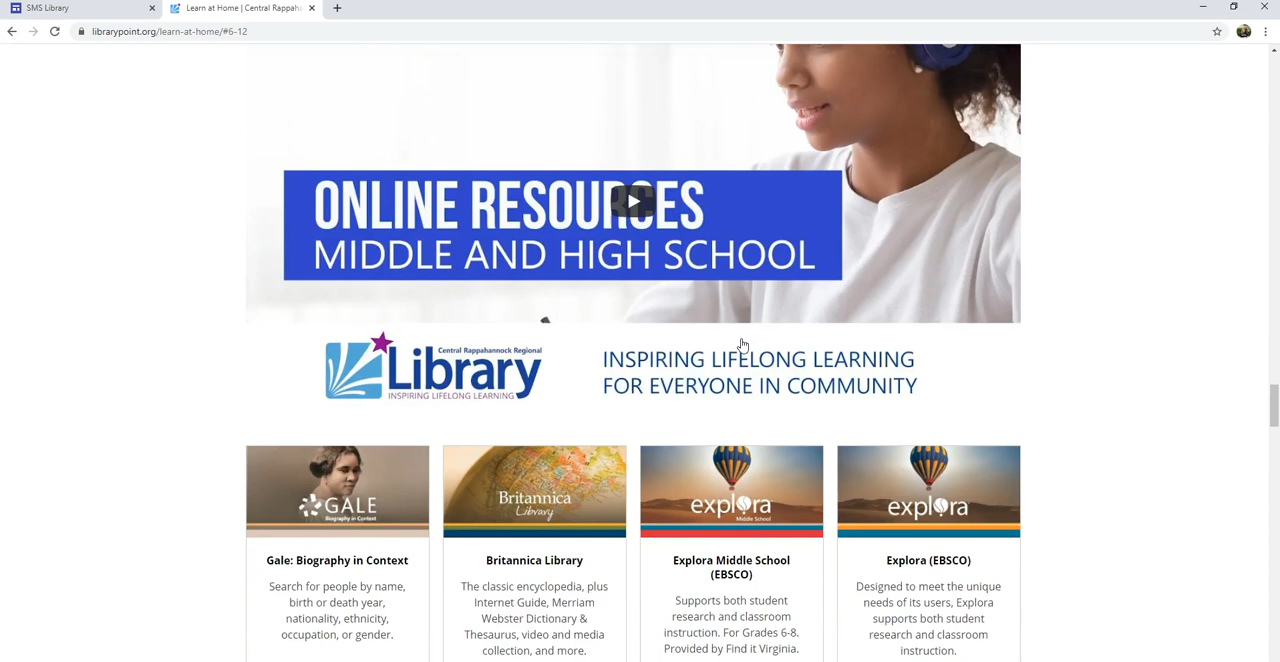 SMS Library
Learn at Home | Central Rappaha
librarypoint.org/learn-at-home/#6-12
ONLINE RESOURCES
MIDDLE AND HIGH SCHOOL
Central Rappahannock Regional
Library
INSPIRING LIFELONG LEARNING
INSPIRING LIFELONG LEARNING
FOR EVERYONE IN COMMUNITY
GALE
Biography in Context
Britannica
Library
explora
Middle School
explora
Gale: Biography in Context
Search for people by name,
birth or death year,
nationality, ethnicity,
occupation, or gender.
Britannica Library
The classic encyclopedia, plus
Internet Guide, Merriam
Webster Dictionary &
Thesaurus, video and media
collection, and more.
Explora Middle School
(EBSCO)
Supports both student
research and classroom
instruction. For Grades 6-8.
Provided by Find it Virginia.
Explora (EBSCO)
Designed to meet the unique
needs of its users, Explora
supports both student
research and classroom
instruction.